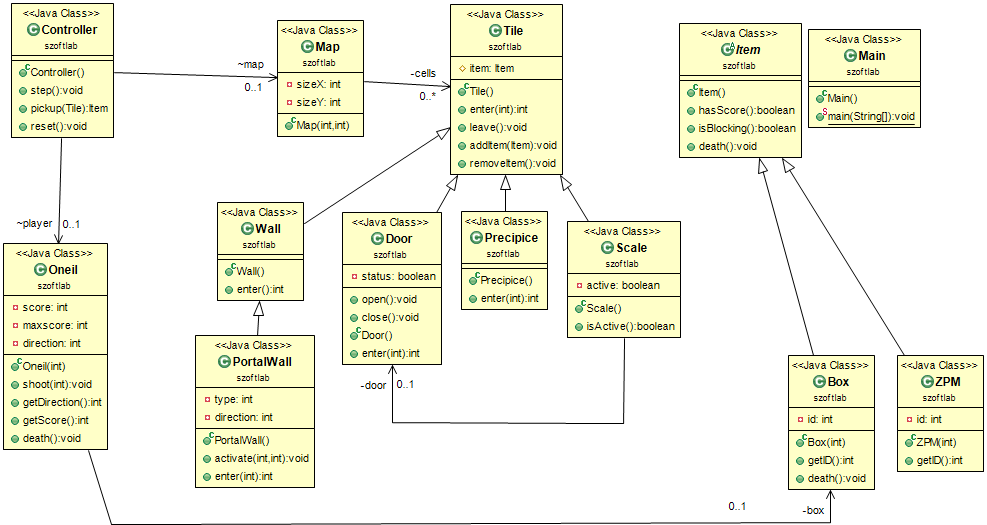 <<Java Class>>
Controller
szoftlab
Controller()
step():void
pickup(Tile):Item
reset():void
~map
0..1
<<Java Class>>
Map
szoftlab
sizeX: int
sizeY: int
Map(int,int)
-cells
0..*
<<Java Class>>
Tile
szoftlab
item: Item
Tile()
enter(int):int
leave():void
addItem(Item):void
removeItem():void
<<Java Class>>
Item
szoftlab
Item()
hasScore():boolean
isBlocking():boolean
death():void
<<Java Class>>
Main
szoftlab
Main()
main(String[]):void
~player
0..1
<<Java Class>>
Oneil
szoftlab
score: int
maxscore: int
direction: int
Oneil(int)
shoot(int):void
getDirection():int
getScore():int
death():void
<<Java Class>>
Wall
szoftlab
Wall()
enter():int
<<Java Class>>
Door
szoftlab
status: boolean
open():void
close():void
Door()
enter(int):int
<<Java Class>>
Precipice
szoftlab
Precipice()
enter(int):int
<<Java Class>>
Scale
szoftlab
active: boolean
Scale()
isActive():boolean
<<Java Class>>
PortalWall
szoftlab
type: int
direction: int
PortalWall()
activate(int,int):void
enter(int):int
-door
0..1
<<Java Class>>
Box
szoftlab
id: int
Box(int)
getID():int
death():void
<<Java Class>>
ZPM
szoftlab
id: int
ZPM(int)
getID():int
0..1
-box